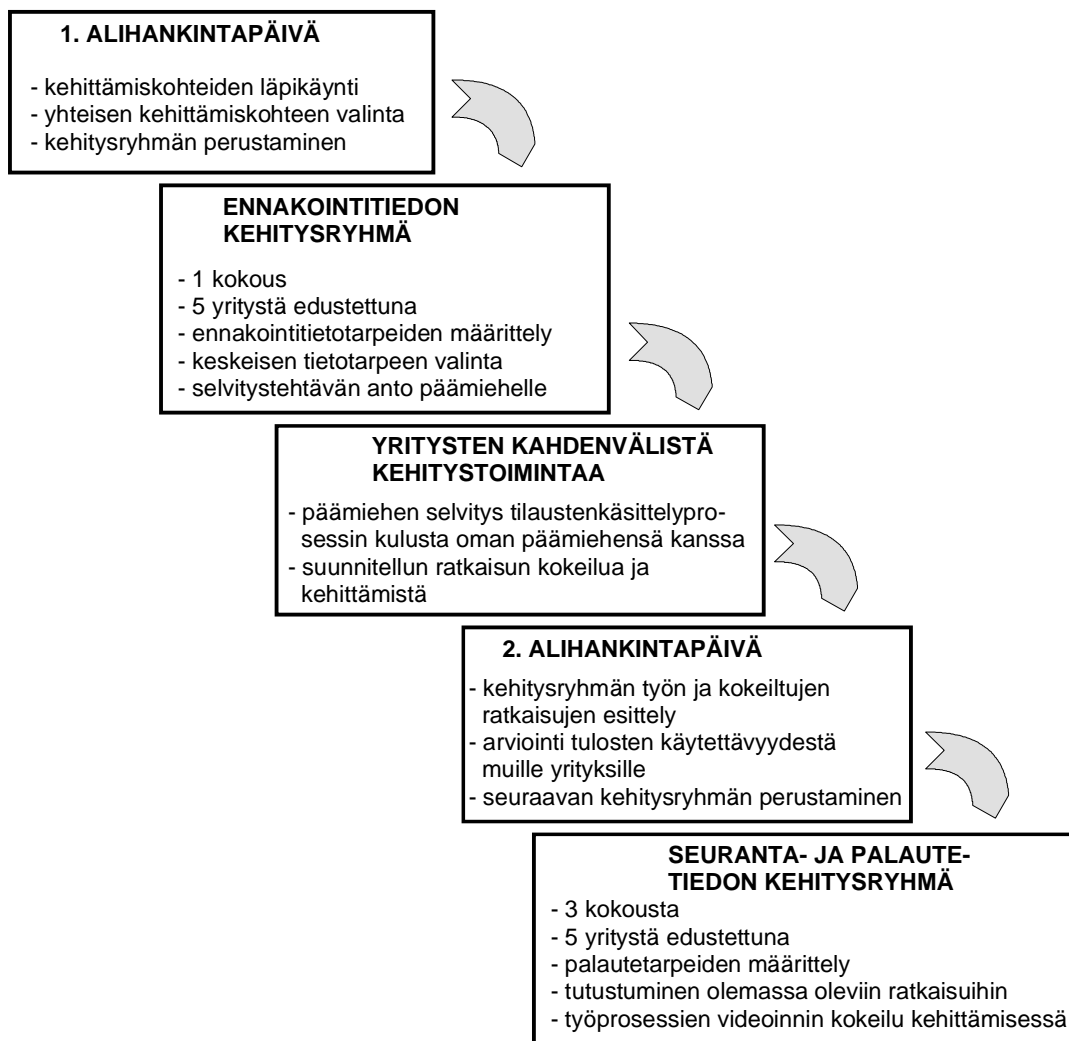 1. ALIHANKINTAPÄIVÄ
- kehittämiskohteiden läpikäynti
- yhteisen kehittämiskohteen valinta
- kehitysryhmän perustaminen
ENNAKOINTITIEDON
KEHITYSRYHMÄ
- 1 kokous
- 5 yritystä edustettuna
- ennakointitietotarpeiden määrittely
- keskeisen tietotarpeen valinta
- selvitystehtävän anto päämiehelle
YRITYSTEN KAHDENVÄLISTÄ
KEHITYSTOIMINTAA
- päämiehen selvitys tilaustenkäsittelypro-
sessin kulusta oman päämiehensä kanssa
- suunnitellun ratkaisun kokeilua ja
kehittämistä
2. ALIHANKINTAPÄIVÄ
- kehitysryhmän työn ja kokeiltujen
ratkaisujen esittely
- arviointi tulosten käytettävyydestä
muille yrityksille
- seuraavan kehitysryhmän perustaminen
SEURANTA- JA PALAUTE-
TIEDON KEHITYSRYHMÄ
- 3 kokousta
- 5 yritystä edustettuna
- palautetarpeiden määrittely
- tutustuminen olemassa oleviin ratkaisuihin
- työprosessien videoinnin kokeilu kehittämisessä